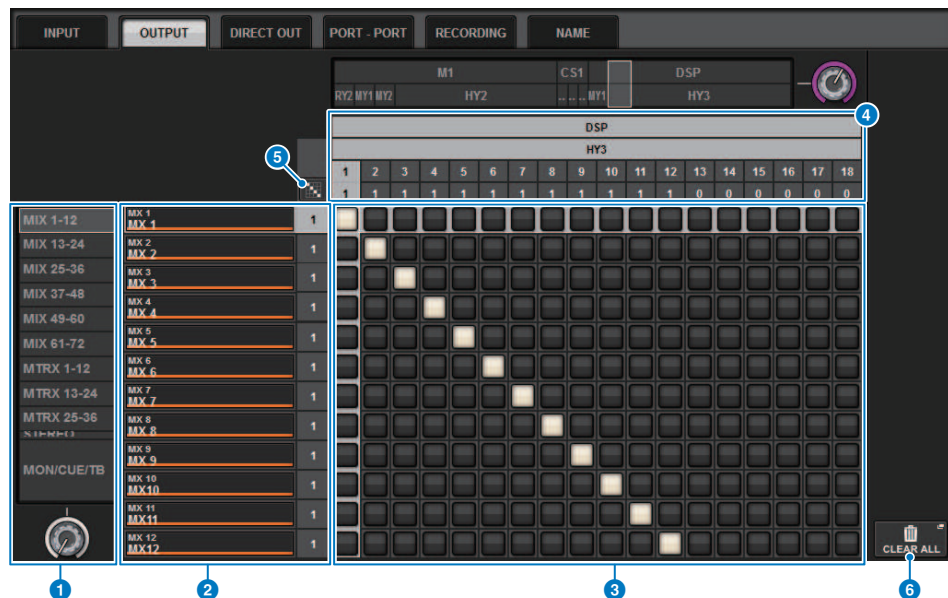 INPUT OUTPUT DIRECT OUT PORT - PORT RECORDING NAME
M1 CS1 DSP
RY2 MY1 MY2 HY2 .. .. .. MY1 HY3
4
DSP
HY3
5
1 2 3 4 5 6 7 8 9 10 11 12 13 14 15 16 17 18
1 1 1 1 1 1 1 1 1 1 1 1 0 0 0 0 0 0
MIX 1-12
MIX 13-24
MIX 25-36
MIX 37-48
MIX 49-60
MIX 61-72
MTRX 1-12
MTRX 13-24
MTRX 25-36
STEREO
MON/CUE/TB
MX 1
MX 1 1
MX 2
MX 2 1
MX 3
MX 3 1
MX 4
MX 4 1
MX 5
MX 5 1
MX 6
MX 6 1
MX 7
MX 7 1
MX 8
MX 8 1
MX 9
MX 9 1
MX 10
MX10 1
MX 11
MX11 1
MX 12
MX12 1
CLEAR ALL
1 2 3 6